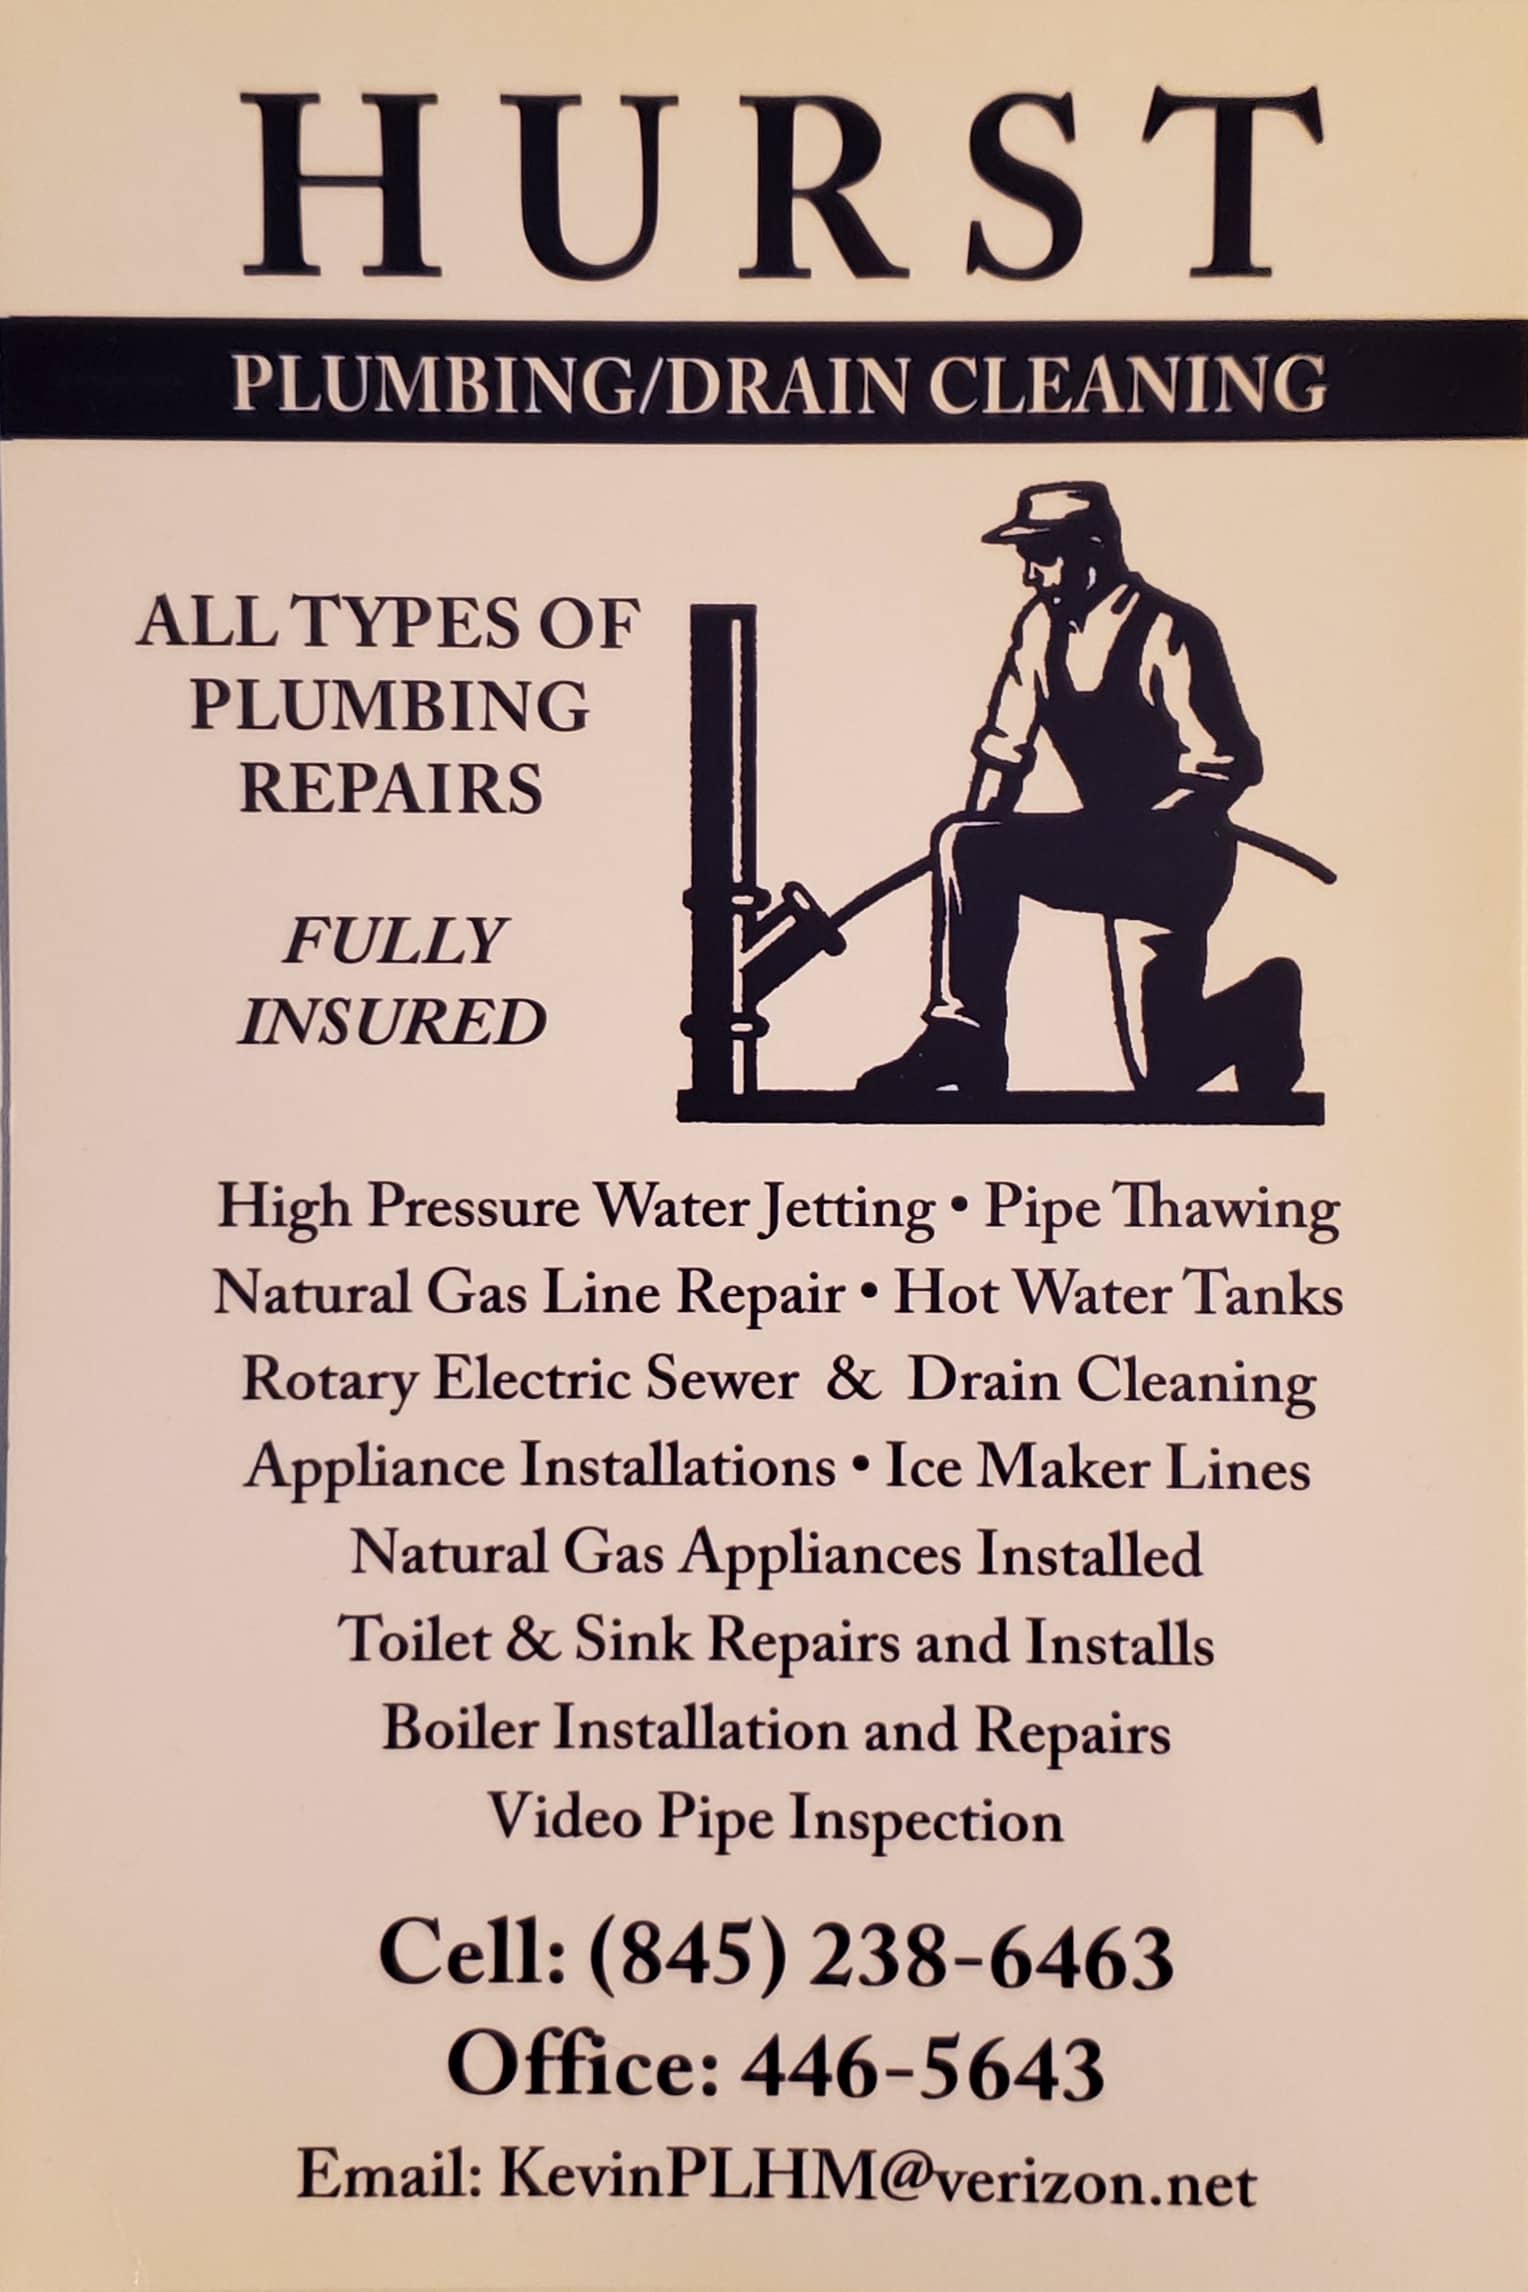 HURST
PLUMBING/DRAIN CLEANING
ALL TYPES OF
PLUMBING
REPAIRS
FULLY
INSURED
High Pressure Water Jetting • Pipe Thawing
Natural Gas Line Repair • Hot Water Tanks
Rotary Electric Sewer & Drain Cleaning
Appliance Installations • Ice Maker Lines
Natural Gas Appliances Installed
Toilet & Sink Repairs and Installs
Boiler Installation and Repairs
Video Pipe Inspection
Cell: (845) 238-6463
Office: 446-5643
Email: KevinPLHM@verizon.net